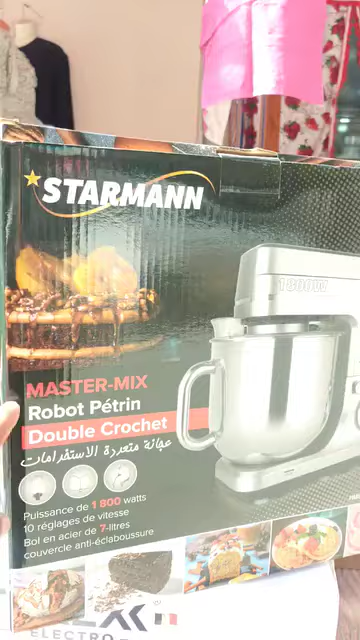 STARMANN
1800W
MASTER-MIX
Robot Pétrin
Double Crochet
عجانة متعددة الاستخدامات
Puissance de 1 800 watts
10 réglages de vitesse
Bol en acier de 7-litres
couvercle anti-éclaboussure
ELECTRO